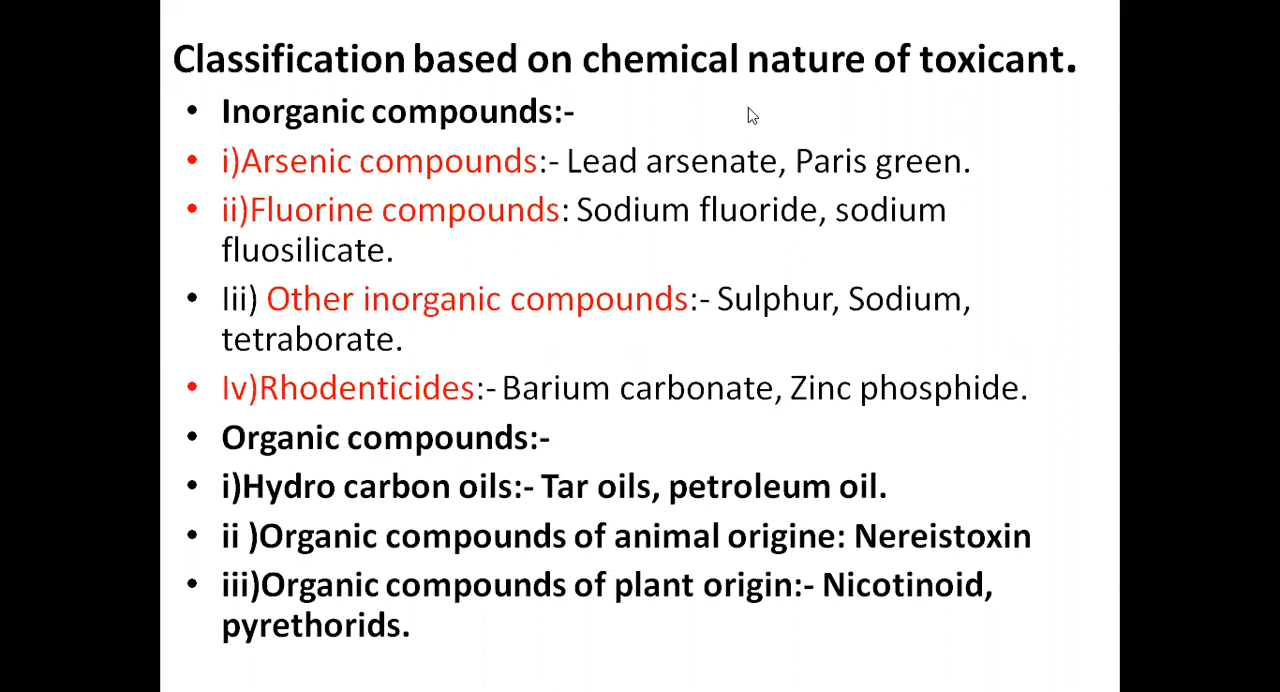 Classification based on chemical nature of toxicant.
• Inorganic compounds:-
• i)Arsenic compounds:- Lead arsenate, Paris green.
• ii)Fluorine compounds: Sodium fluoride, sodium
fluosilicate.
• Iii) Other inorganic compounds:- Sulphur, Sodium,
tetraborate.
• Iv)Rhodenticides:- Barium carbonate, Zinc phosphide.
• Organic compounds:-
• i)Hydro carbon oils:- Tar oils, petroleum oil.
• ii )Organic compounds of animal origine: Nereistoxin
• iii)Organic compounds of plant origin:- Nicotinoid,
pyrethorids.